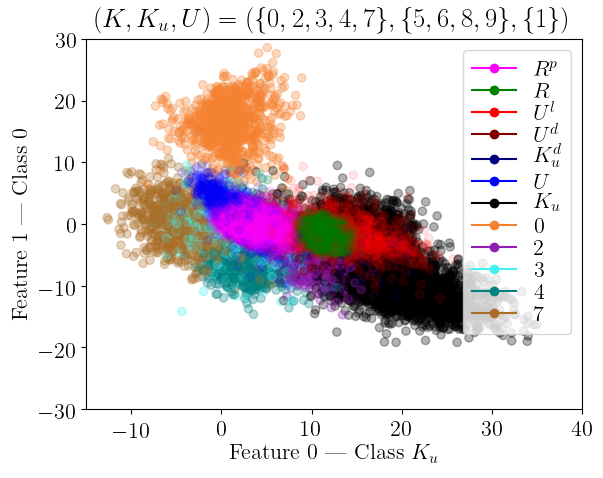 (K, K_u, U) = ({0, 2, 3, 4, 7}, {5, 6, 8, 9}, {1})
30
20
10
0
−10
−20
−30
Feature 1 — Class 0
−10 0 10 20 30 40
Feature 0 — Class K_u
R^p
R
U^l
U^d
K_u^d
U
K_u
0
2
3
4
7